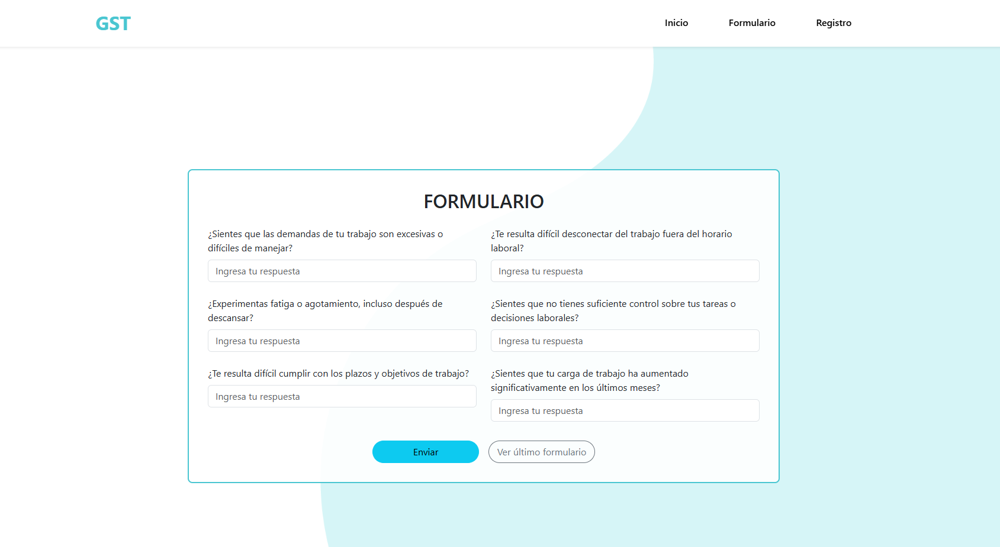 GST
Inicio
Formulario
Registro
FORMULARIO
¿Sientes que las demandas de tu trabajo son excesivas o
difíciles de manejar?
Ingresa tu respuesta
¿Te resulta difícil desconectar del trabajo fuera del horario
laboral?
Ingresa tu respuesta
¿Experimentas fatiga o agotamiento, incluso después de
descansar?
Ingresa tu respuesta
¿Sientes que no tienes suficiente control sobre tus tareas o
decisiones laborales?
Ingresa tu respuesta
¿Te resulta difícil cumplir con los plazos y objetivos de trabajo?
Ingresa tu respuesta
¿Sientes que tu carga de trabajo ha aumentado
significativamente en los últimos meses?
Ingresa tu respuesta
Enviar
Ver último formulario